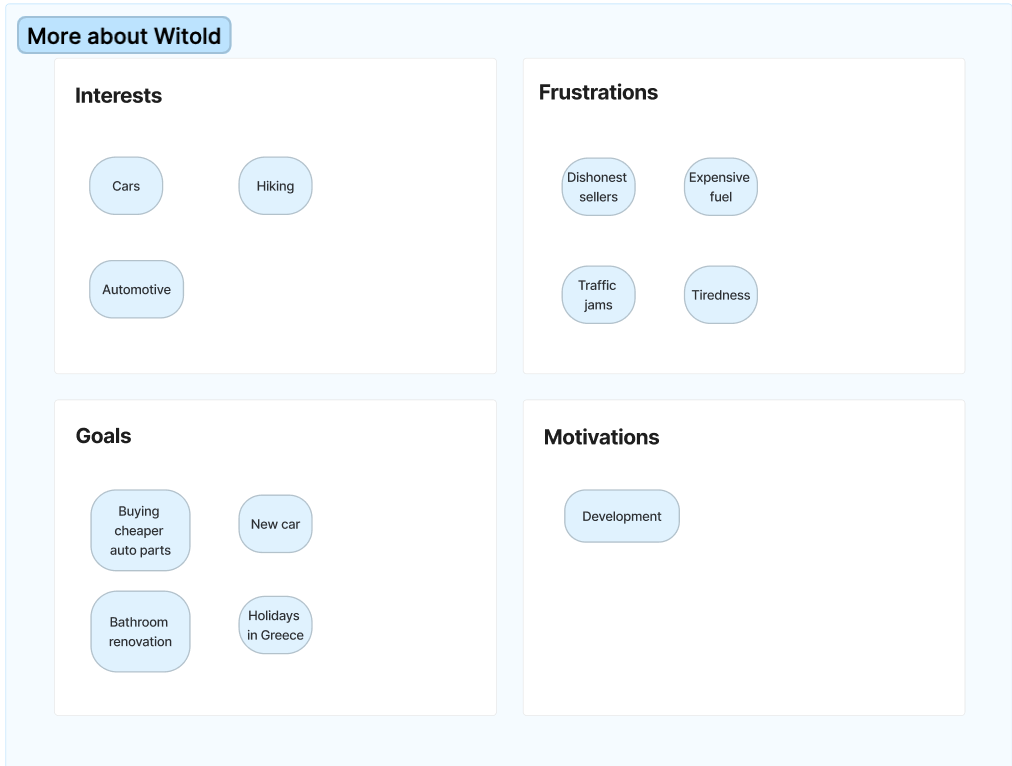 More about Witold
Interests
Cars
Hiking
Automotive
Frustrations
Dishonest
sellers
Expensive
fuel
Traffic
jams
Tiredness
Goals
Buying
cheaper
auto parts
New car
Bathroom
renovation
Holidays
in Greece
Motivations
Development